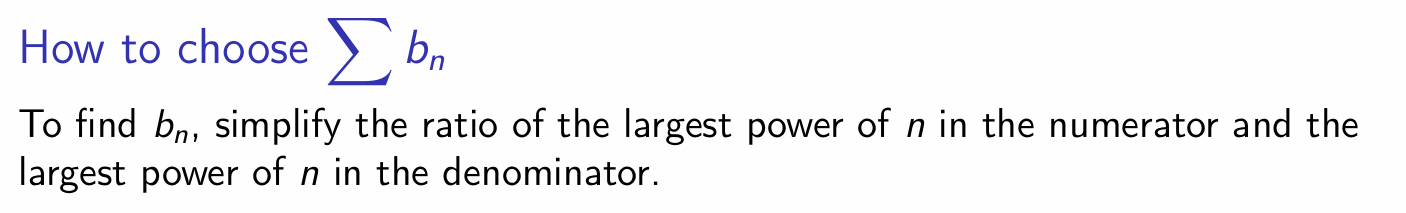 How to choose ∑ bₙ
To find bₙ, simplify the ratio of the largest power of n in the numerator and the
largest power of n in the denominator.